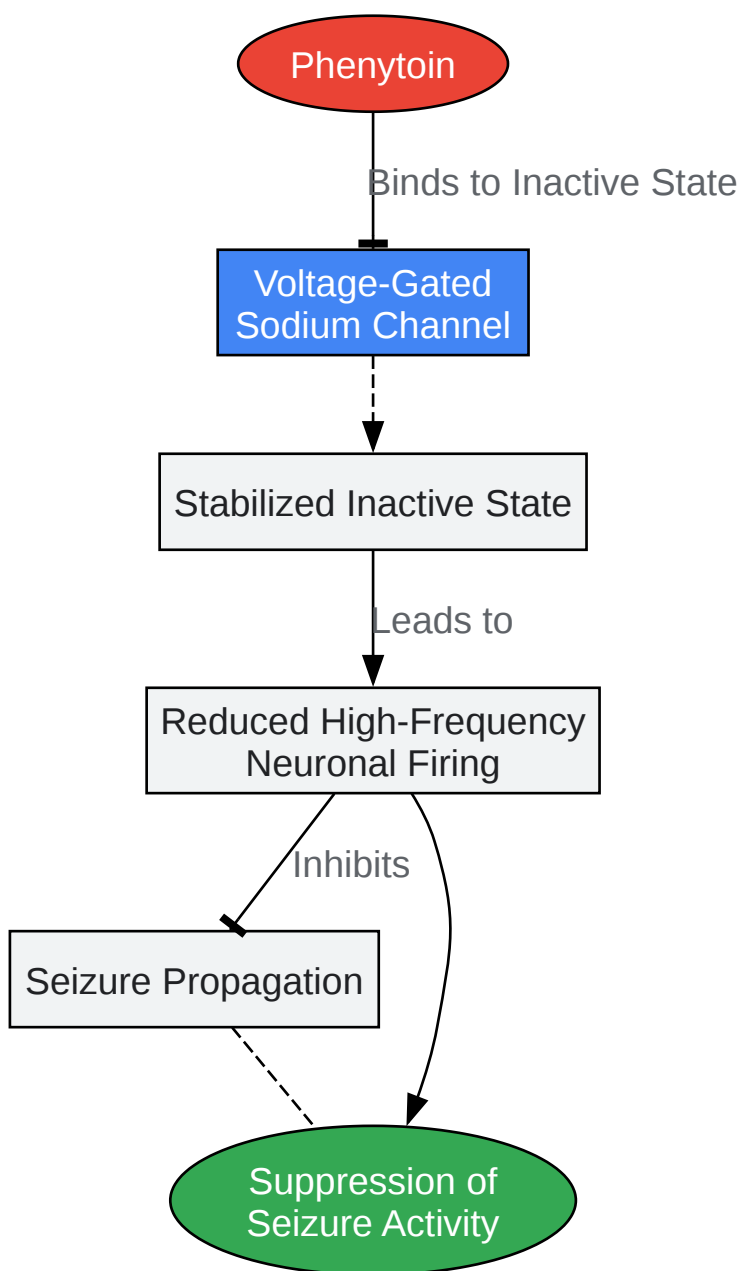 Phenytoin
Binds to Inactive State
Voltage-Gated
Sodium Channel
Stabilized Inactive State
Leads to
Reduced High-Frequency
Neuronal Firing
Inhibits
Seizure Propagation
Suppression of
Seizure Activity